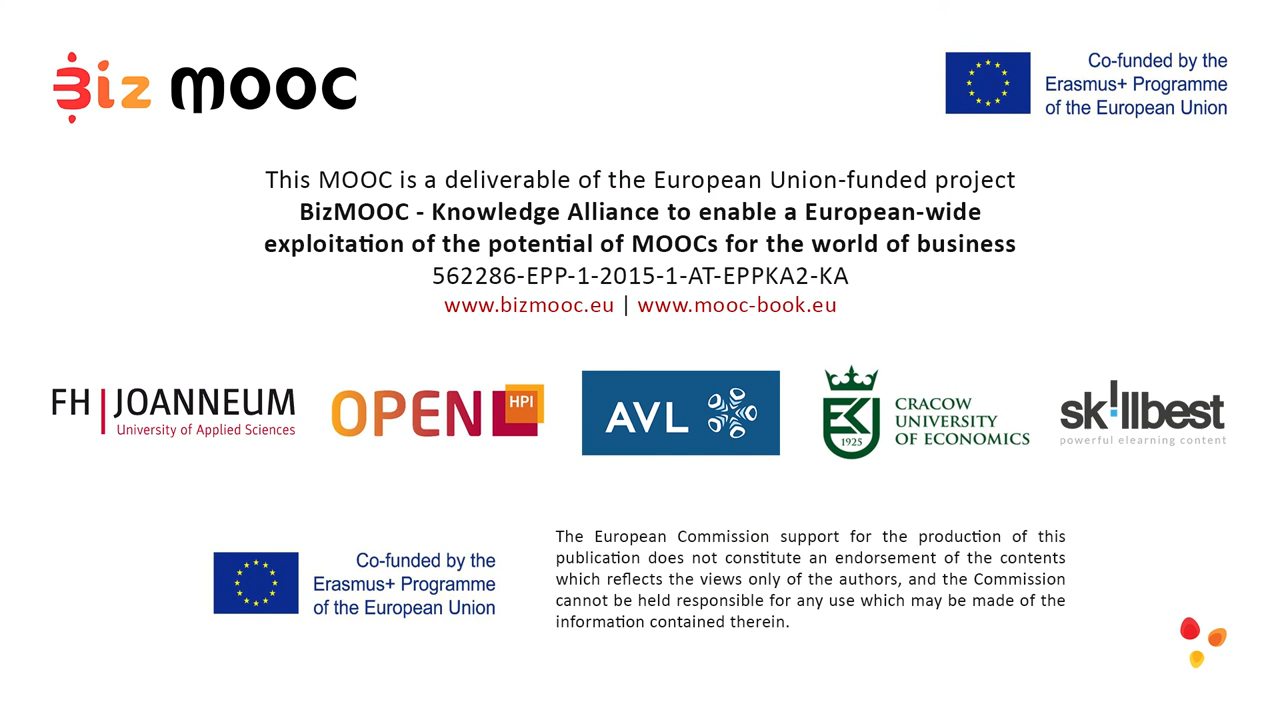 Biz MOOC
Co-funded by the
Erasmus+ Programme
of the European Union
This MOOC is a deliverable of the European Union-funded project
BizMOOC - Knowledge Alliance to enable a European-wide
exploitation of the potential of MOOCs for the world of business
562286-EPP-1-2015-1-AT-EPPKA2-KA
www.bizmooc.eu | www.mooc-book.eu
FH JOANNEUM
University of Applied Sciences
OPEN HPI
AVL
1925
CRACOW
UNIVERSITY
OF ECONOMICS
sk!llbest
powerful elearning content
Co-funded by the
Erasmus+ Programme
of the European Union
The European Commission support for the production of this
publication does not constitute an endorsement of the contents
which reflects the views only of the authors, and the Commission
cannot be held responsible for any use which may be made of the
information contained therein.